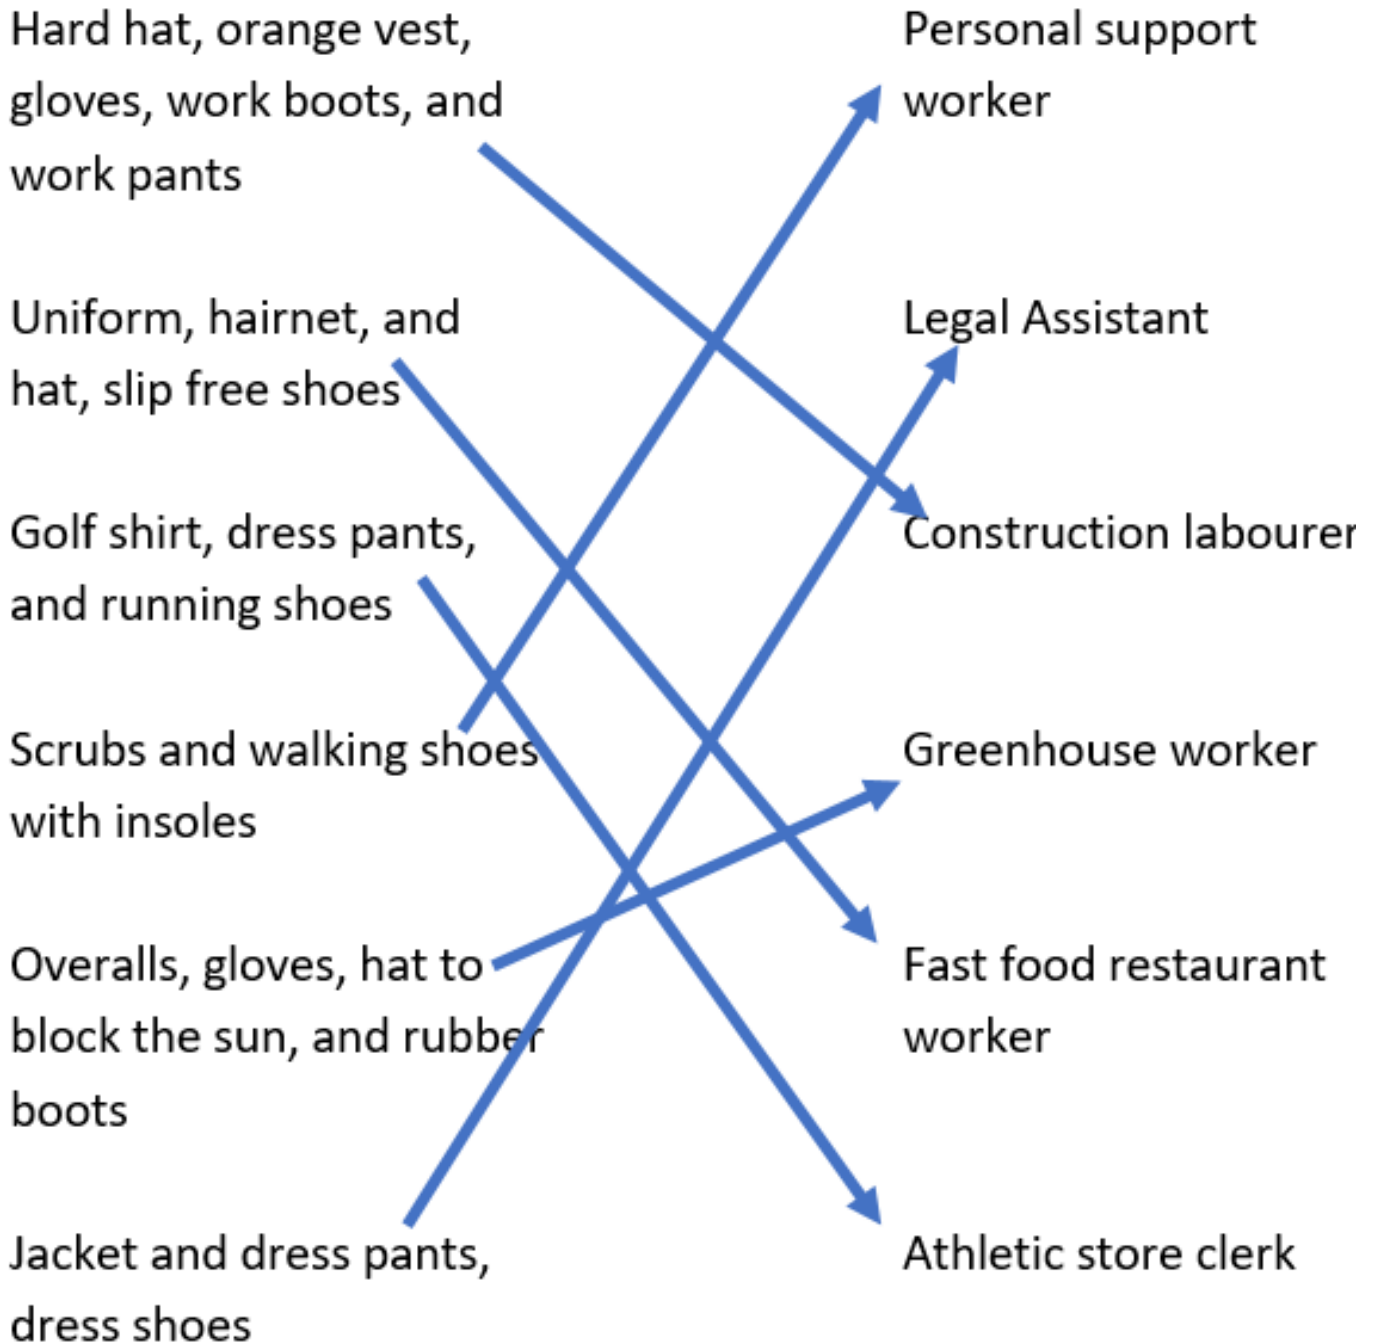 Hard hat, orange vest,
gloves, work boots, and
work pants
Personal support
worker
Uniform, hairnet, and
hat, slip free shoes
Legal Assistant
Golf shirt, dress pants,
and running shoes
Construction labourer
Scrubs and walking shoes
with insoles
Greenhouse worker
Overalls, gloves, hat to
block the sun, and rubber
boots
Fast food restaurant
worker
Jacket and dress pants,
dress shoes
Athletic store clerk